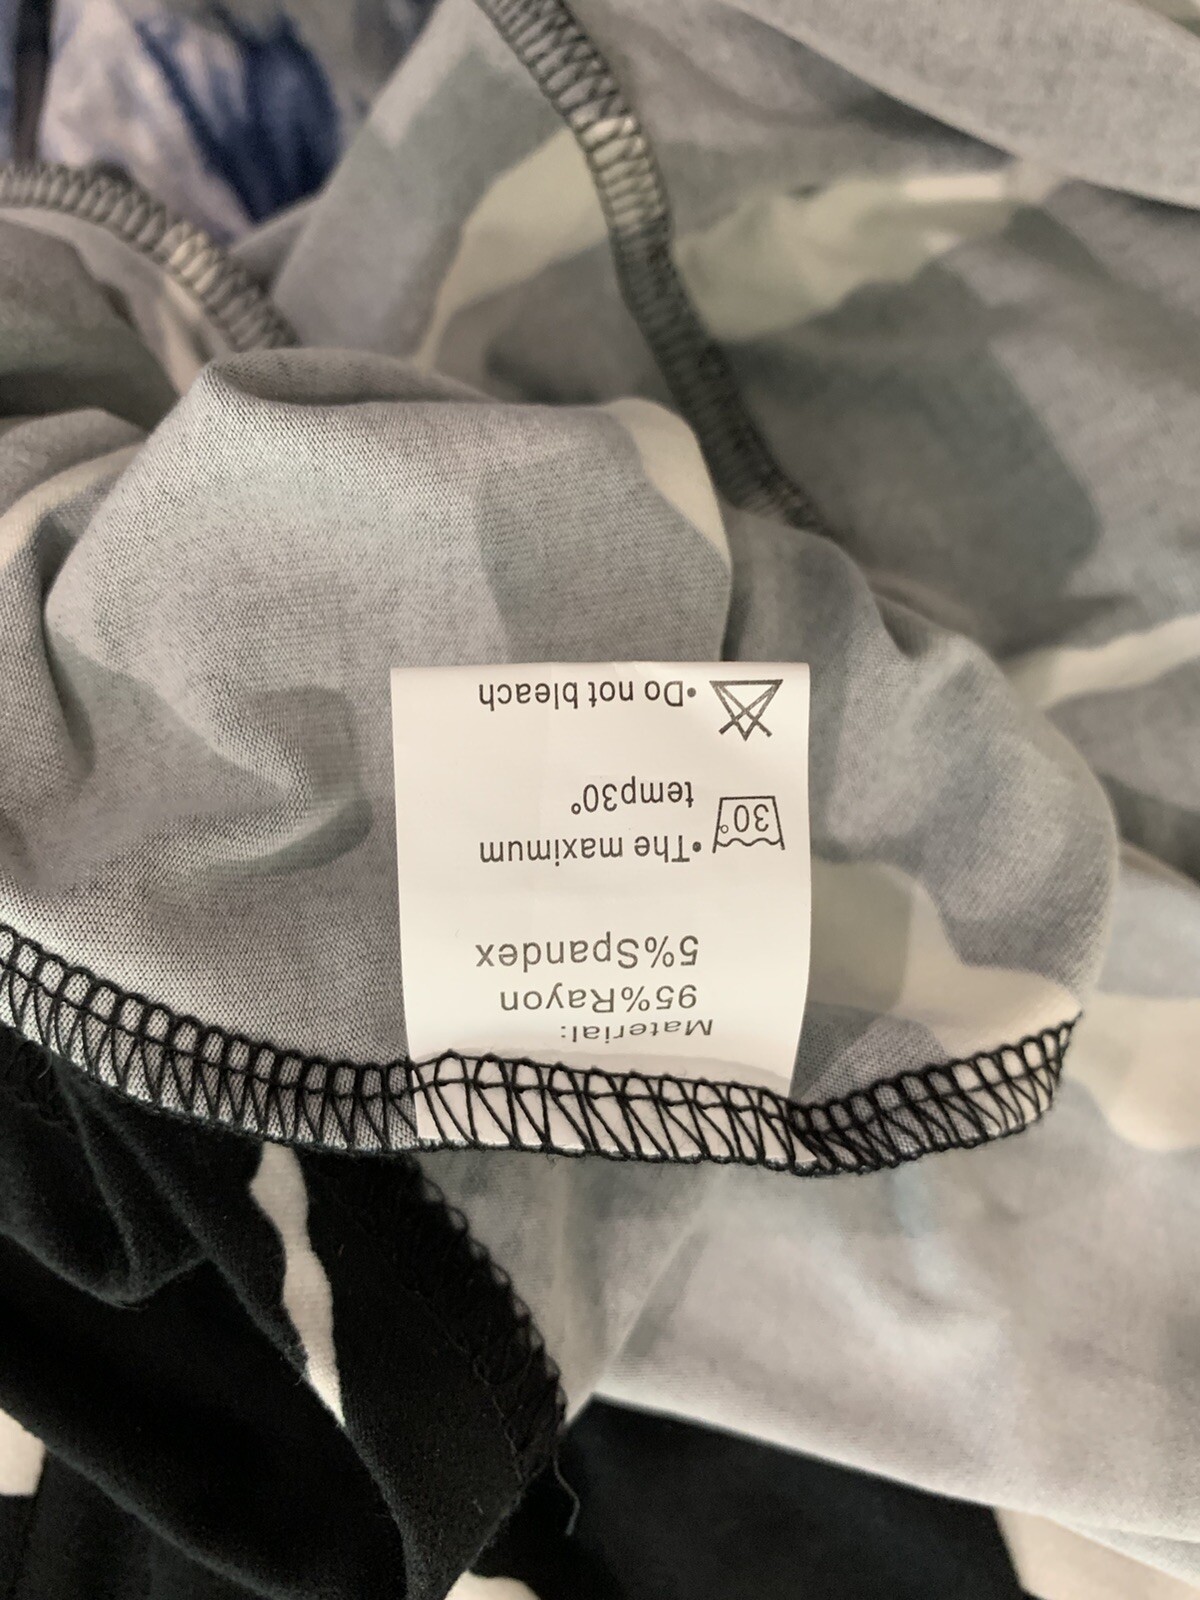 Material:
95%Rayon
5%Spandex
30°
•The maximum
temp30°
•Do not bleach